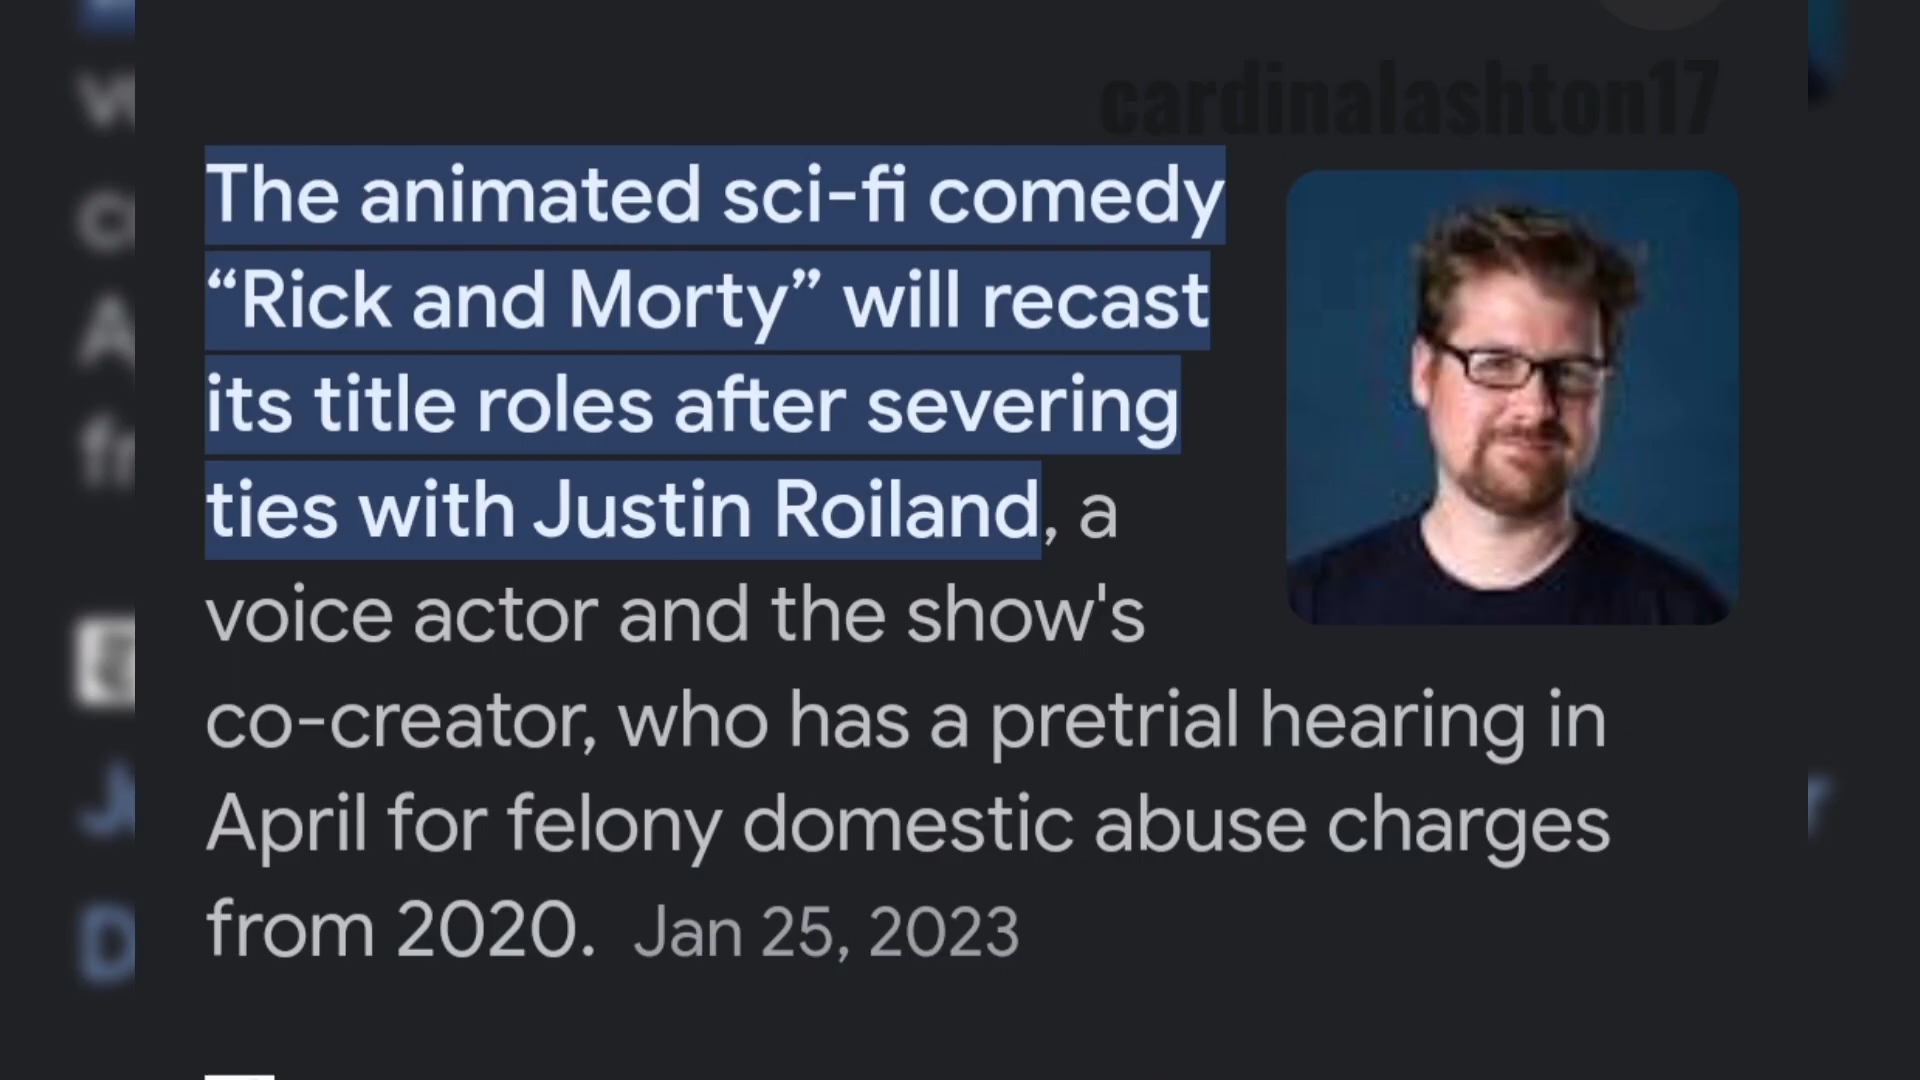 cardinalashton17
The animated sci-fi comedy
“Rick and Morty” will recast
its title roles after severing
ties with Justin Roiland, a
voice actor and the show's
co-creator, who has a pretrial hearing in
April for felony domestic abuse charges
from 2020. Jan 25, 2023